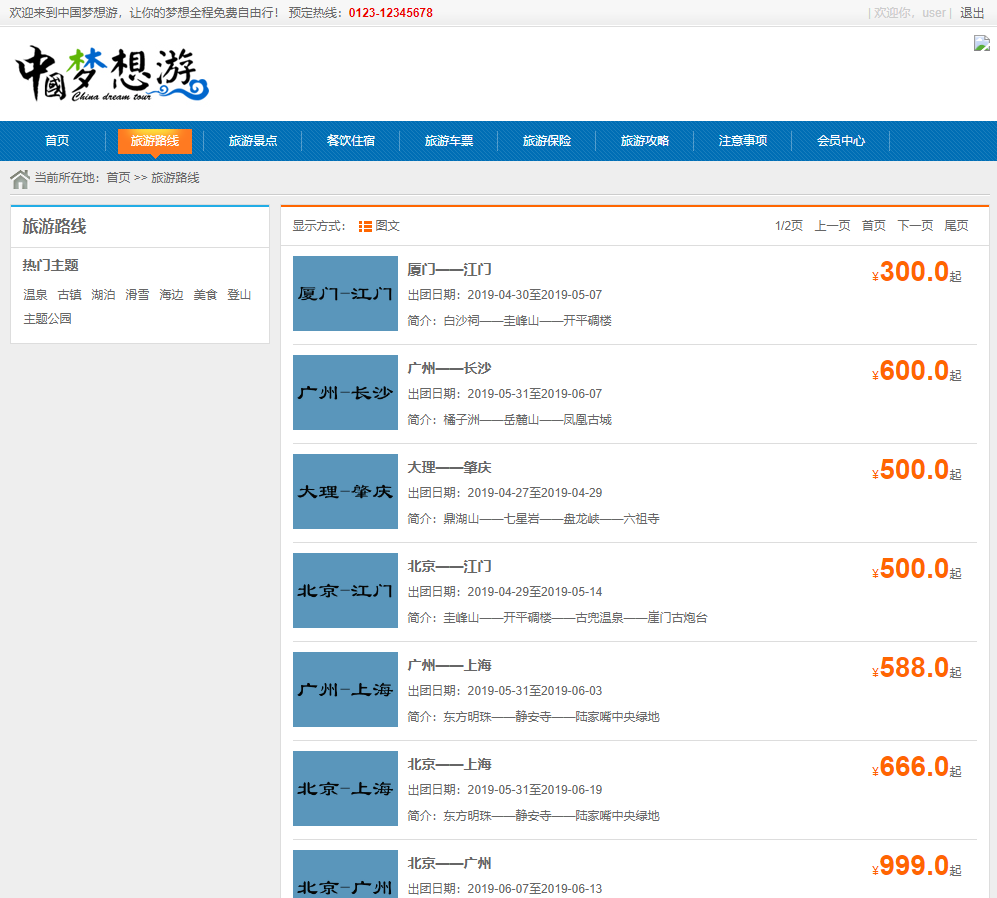 欢迎来到中国梦想游，让你的梦想全程免费自由行！ 预定热线：0123-12345678
| 欢迎你，user | 退出
中國梦想游
China dream tour
首页 旅游路线 旅游景点 餐饮住宿 旅游车票 旅游保险 旅游攻略 注意事项 会员中心
当前所在地：首页 >> 旅游路线
旅游路线
热门主题
温泉 古镇 湖泊 滑雪 海边 美食 登山
主题公园
显示方式： 图文 1/2页 上一页 首页 下一页 尾页
厦门-江门
厦门——江门
出团日期：2019-04-30至2019-05-07
简介：白沙祠——圭峰山——开平碉楼
¥300.0起
广州-长沙
广州——长沙
出团日期：2019-05-31至2019-06-07
简介：橘子洲——岳麓山——凤凰古城
¥600.0起
大理-肇庆
大理——肇庆
出团日期：2019-04-27至2019-04-29
简介：鼎湖山——七星岩——盘龙峡——六祖寺
¥500.0起
北京-江门
北京——江门
出团日期：2019-04-29至2019-05-14
简介：圭峰山——开平碉楼——古兜温泉——崖门古炮台
¥500.0起
广州-上海
广州——上海
出团日期：2019-05-31至2019-06-03
简介：东方明珠——静安寺——陆家嘴中央绿地
¥588.0起
北京-上海
北京——上海
出团日期：2019-05-31至2019-06-19
简介：东方明珠——静安寺——陆家嘴中央绿地
¥666.0起
北京-广州
北京——广州
出团日期：2019-06-07至2019-06-13
¥999.0起